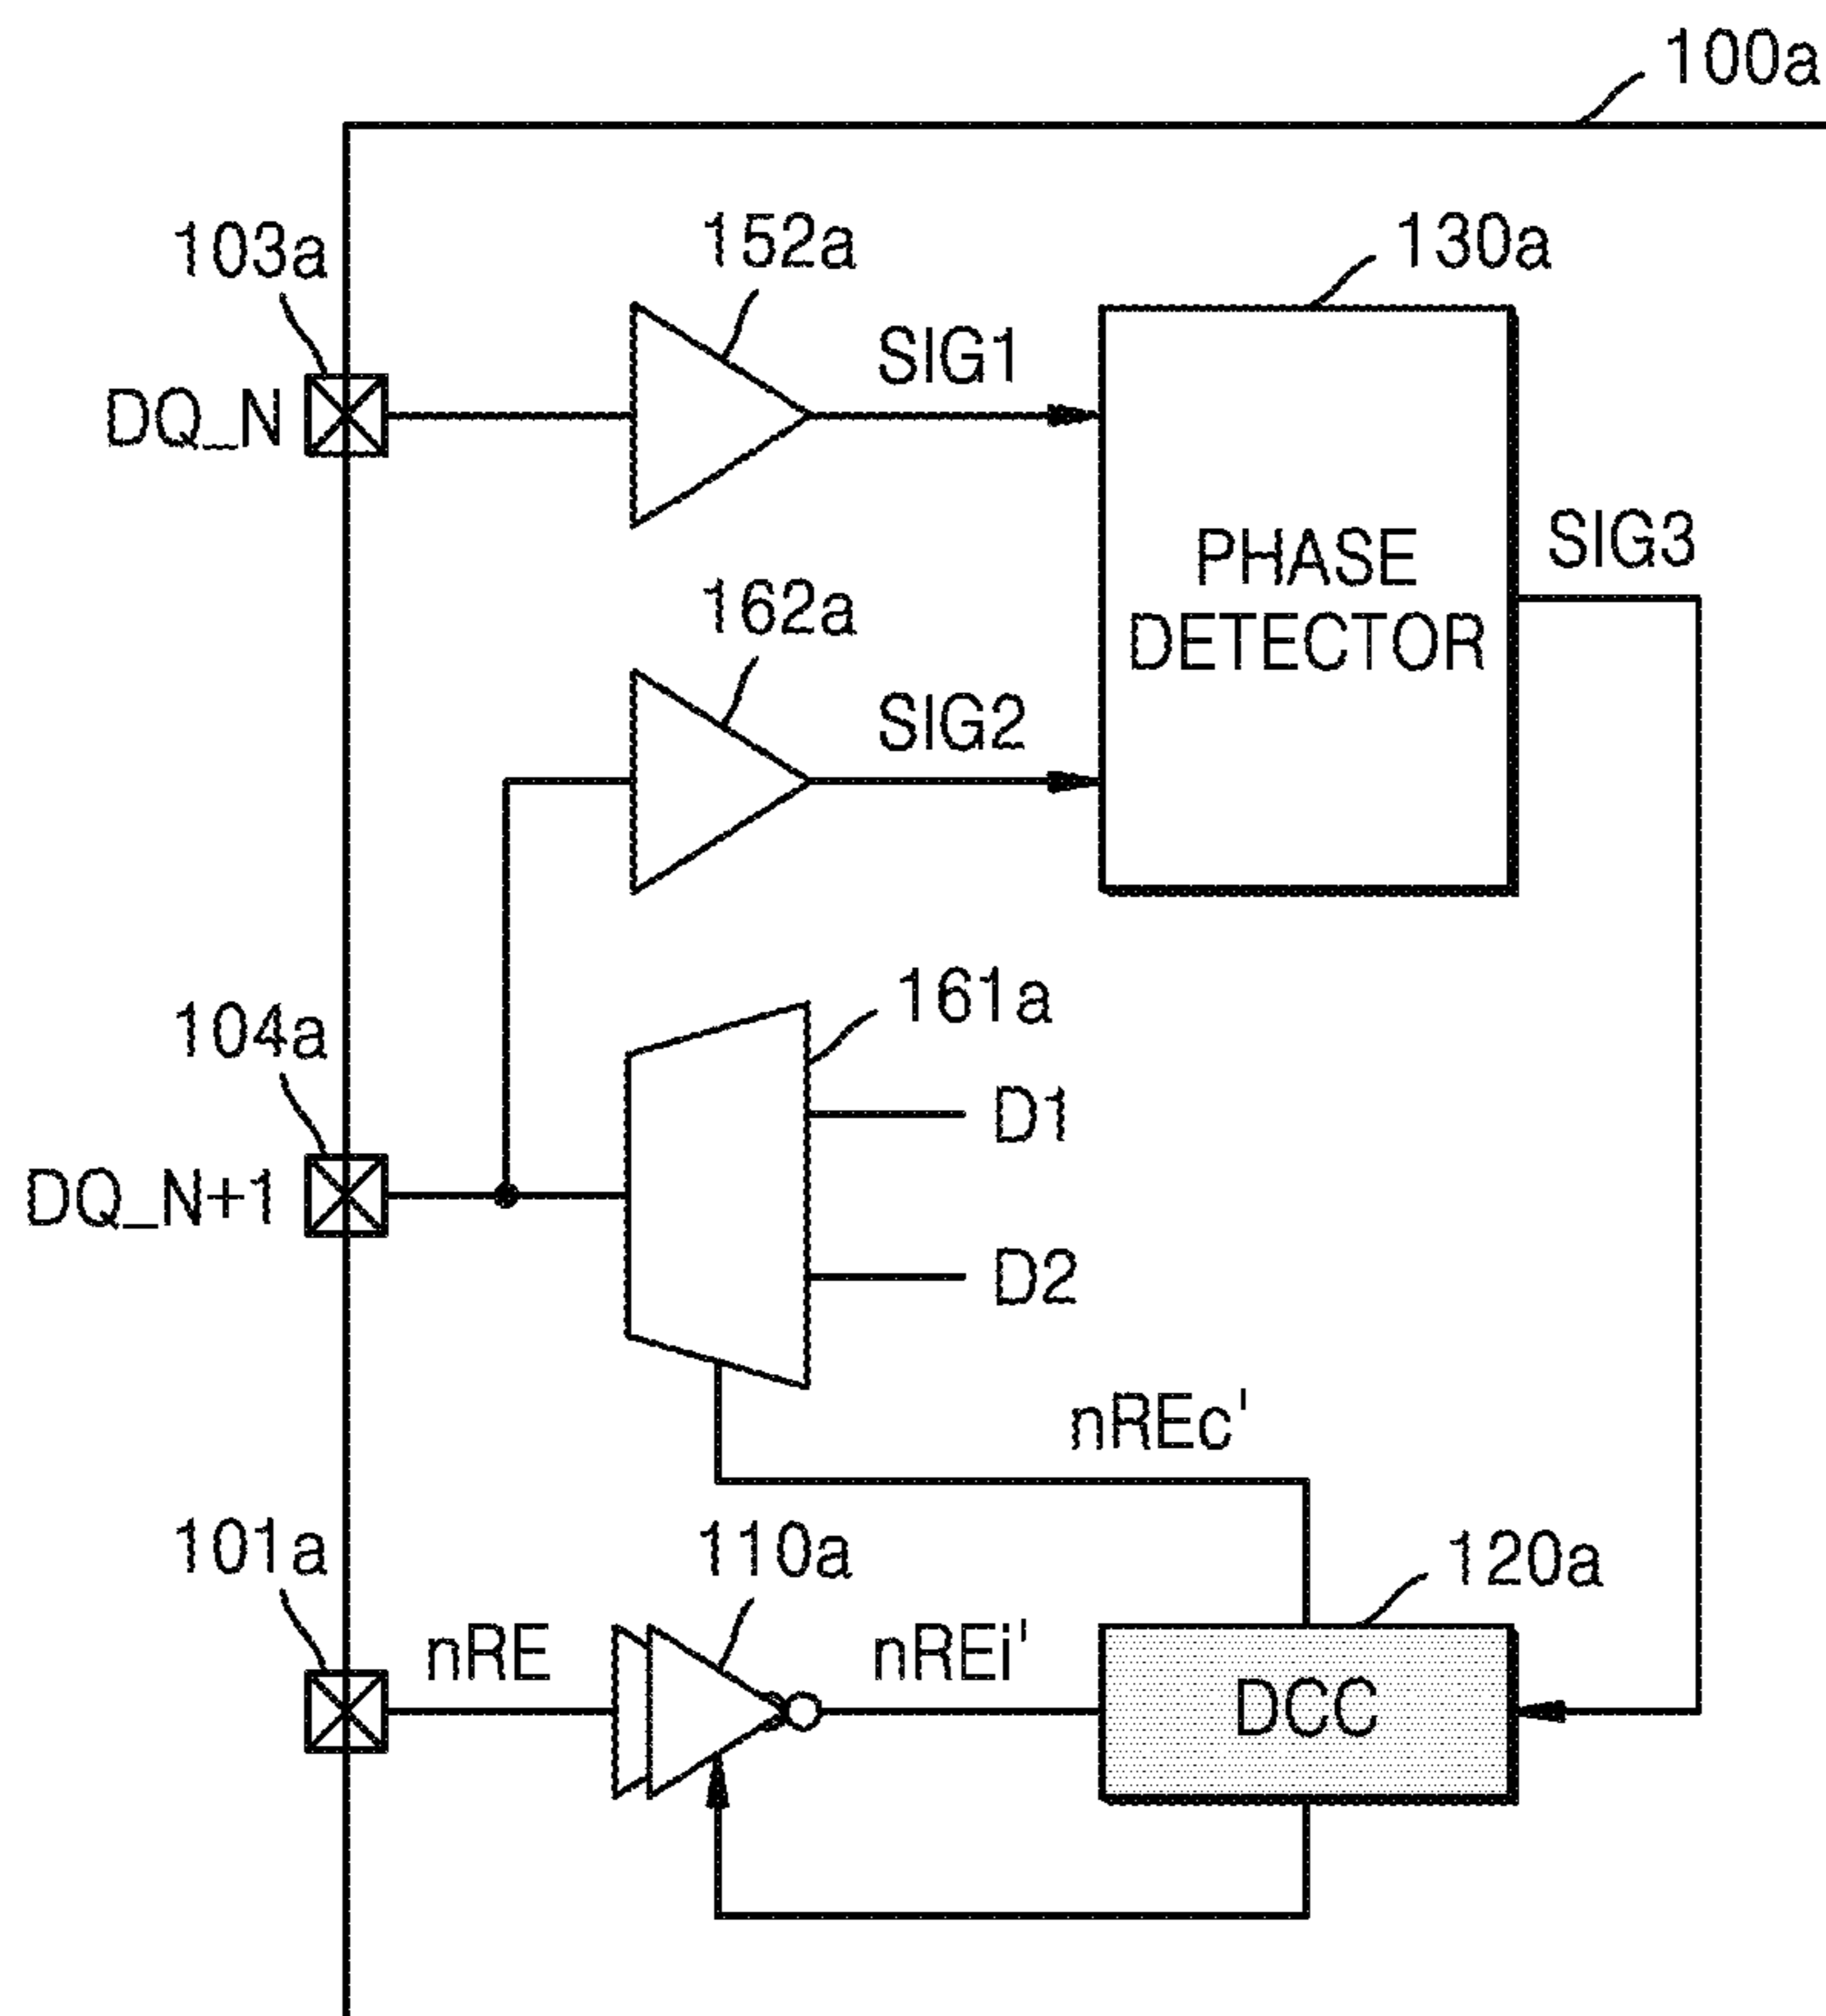 100a
103a
152a
130a
DQ_N
SIG1
PHASE
DETECTOR
SIG3
162a
SIG2
104a
161a
D1
DQ_N+1
D2
nREc'
101a
110a
120a
nRE
nREi'
DCC